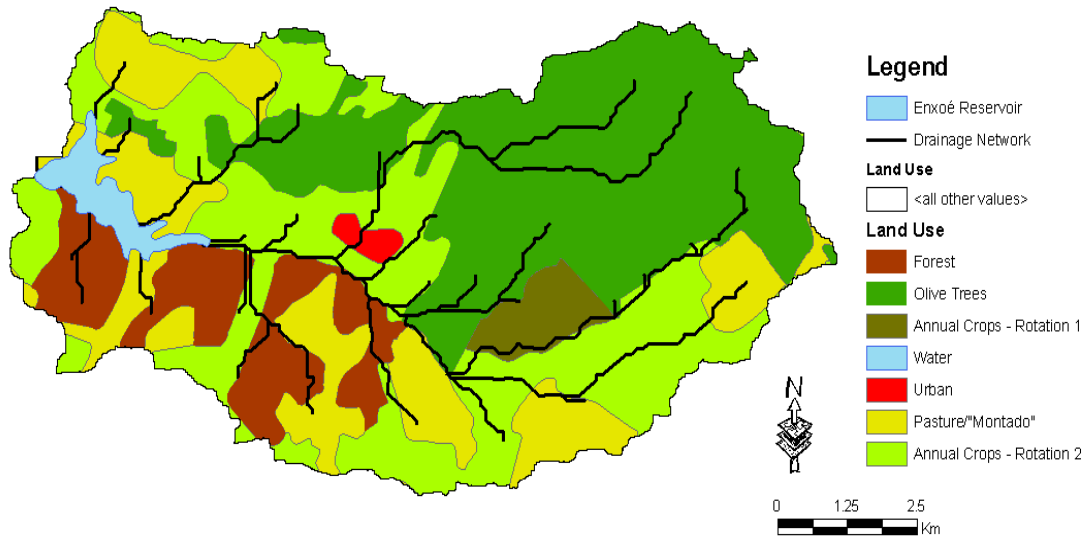 Legend
Enxoé Reservoir
Drainage Network
Land Use
<all other values>
Land Use
Forest
Olive Trees
Annual Crops - Rotation 1
Water
Urban
Pasture/"Montado"
Annual Crops - Rotation 2
N
0 1.25 2.5
Km